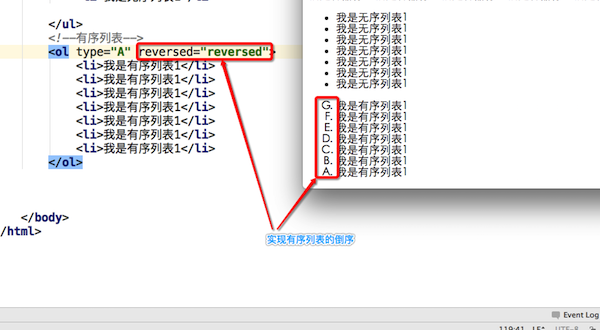 </ul>
<!--有序列表-->
<ol type="A" reversed="reversed">
<li>我是有序列表1</li>
<li>我是有序列表1</li>
<li>我是有序列表1</li>
<li>我是有序列表1</li>
<li>我是有序列表1</li>
<li>我是有序列表1</li>
<li>我是有序列表1</li>
</ol>
</body>
</html>
• 我是无序列表1
• 我是无序列表1
• 我是无序列表1
• 我是无序列表1
• 我是无序列表1
• 我是无序列表1
• 我是无序列表1
G. 我是有序列表1
F. 我是有序列表1
E. 我是有序列表1
D. 我是有序列表1
C. 我是有序列表1
B. 我是有序列表1
A. 我是有序列表1
实现有序列表的倒序
Event Log
119:41 LF÷ UTF-8